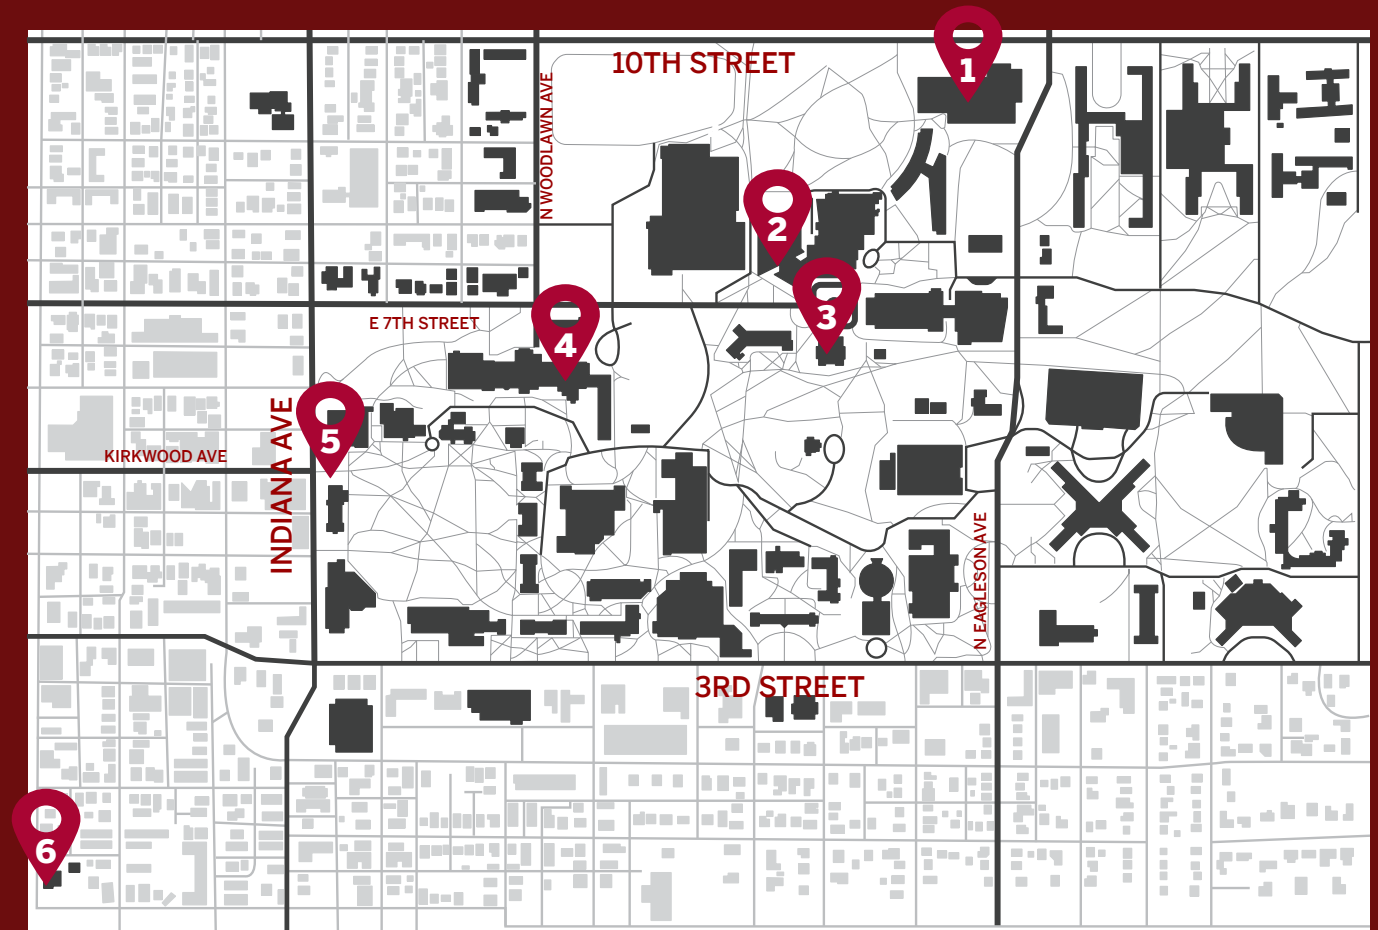 1
10TH STREET
N WOODLAWN AVE
2
3
E 7TH STREET
4
5
INDIANA AVE
KIRKWOOD AVE
N EAGLESON AVE
3RD STREET
6